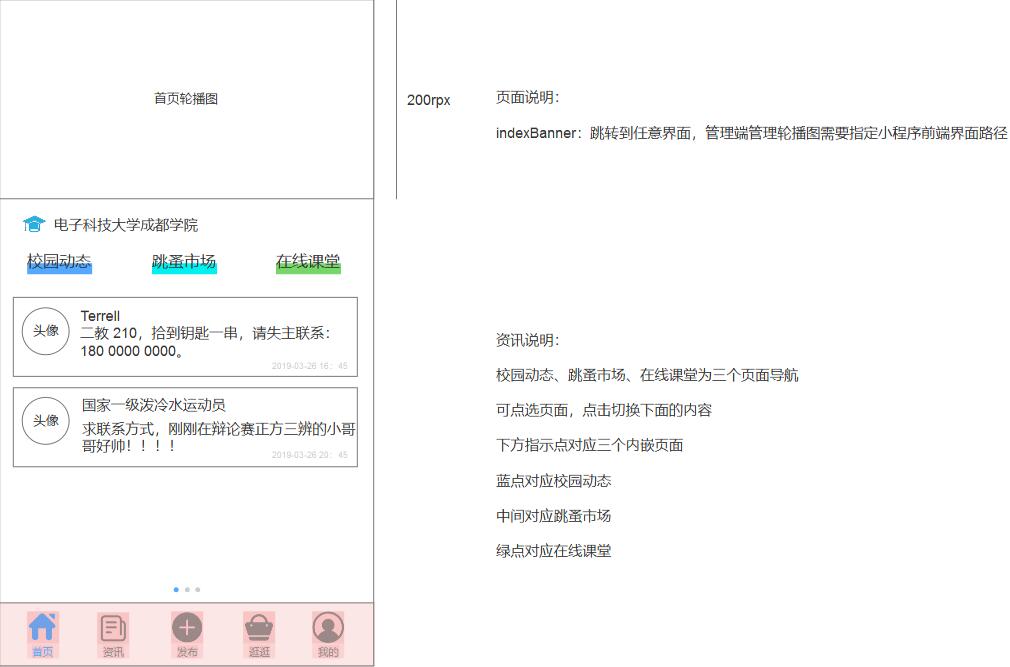 首页轮播图
200rpx
页面说明：
indexBanner：跳转到任意界面，管理端管理轮播图需要指定小程序前端界面路径
电子科技大学成都学院
校园动态
跳蚤市场
在线课堂
头像
Terrell
二教 210，拾到钥匙一串，请失主联系：
180 0000 0000。
2019-03-26 16：45
头像
国家一级泼冷水运动员
求联系方式，刚刚在辩论赛正方三辨的小哥
哥好帅！！！！
2019-03-26 20：45
资讯说明：
校园动态、跳蚤市场、在线课堂为三个页面导航
可点选页面，点击切换下面的内容
下方指示点对应三个内嵌页面
蓝点对应校园动态
中间对应跳蚤市场
绿点对应在线课堂
首页
资讯
发布
逛逛
我的